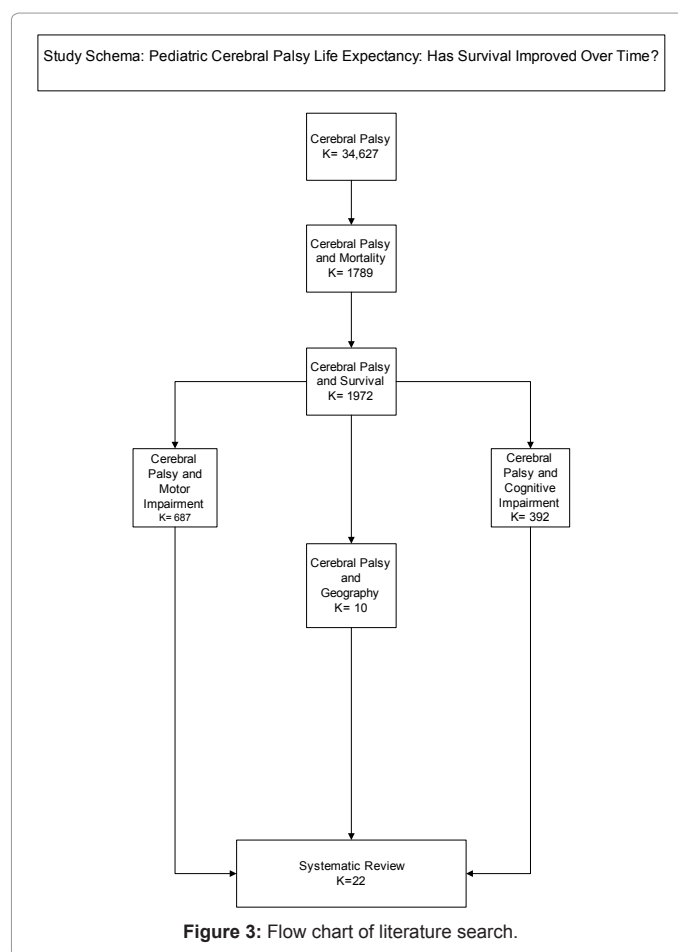 Study Schema: Pediatric Cerebral Palsy Life Expectancy: Has Survival Improved Over Time?
Cerebral Palsy
K= 34,627
Cerebral Palsy
and Mortality
K= 1789
Cerebral Palsy
and Survival
K= 1972
Cerebral
Palsy and
Motor
Impairment
K= 687
Cerebral Palsy
and
Geography
K= 10
Cerebral
Palsy and
Cognitive
Impairment
K= 392
Systematic Review
K=22
Figure 3: Flow chart of literature search.